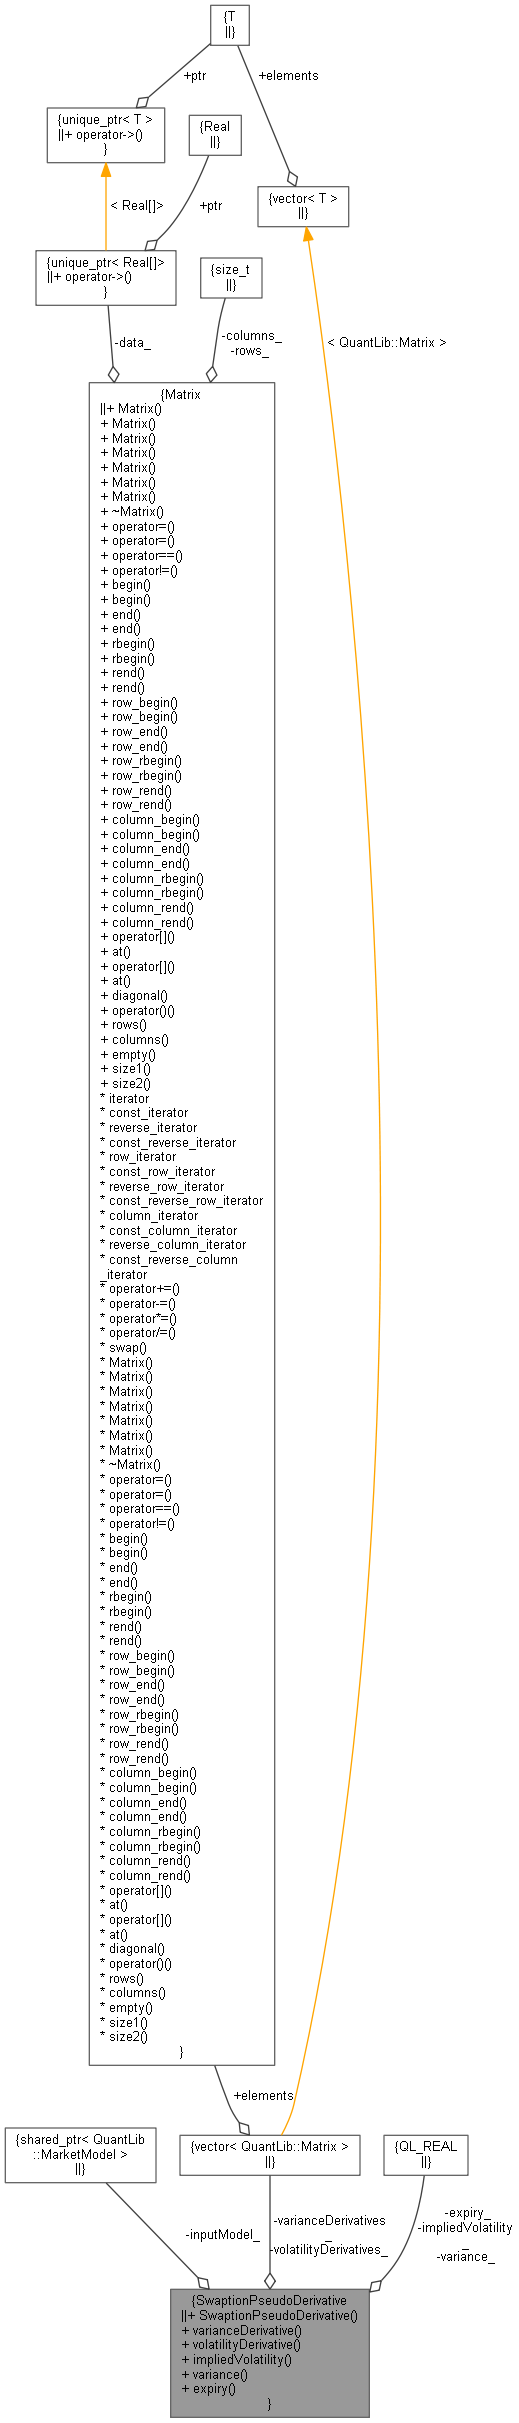 {T
||}
+ptr
+elements
{unique_ptr< T >
||+ operator->()
}
{Real
||}
{vector< T >
||}
< Real[]>
+ptr
{unique_ptr< Real[]>
||+ operator->()
}
{size_t
||}
-data_
-columns_
-rows_
< QuantLib::Matrix >
{Matrix
||+ Matrix()
+ Matrix()
+ Matrix()
+ Matrix()
+ Matrix()
+ Matrix()
+ Matrix()
+ ~Matrix()
+ operator=()
+ operator=()
+ operator==()
+ operator!=()
+ begin()
+ begin()
+ end()
+ end()
+ rbegin()
+ rbegin()
+ rend()
+ rend()
+ row_begin()
+ row_begin()
+ row_end()
+ row_end()
+ row_rbegin()
+ row_rbegin()
+ row_rend()
+ row_rend()
+ column_begin()
+ column_begin()
+ column_end()
+ column_end()
+ column_rbegin()
+ column_rbegin()
+ column_rend()
+ column_rend()
+ operator[]()
+ at()
+ operator[]()
+ at()
+ diagonal()
+ operator()()
+ rows()
+ columns()
+ empty()
+ size1()
+ size2()
* iterator
* const_iterator
* reverse_iterator
* const_reverse_iterator
* row_iterator
* const_row_iterator
* reverse_row_iterator
* const_reverse_row_iterator
* column_iterator
* const_column_iterator
* reverse_column_iterator
* const_reverse_column
_iterator
* operator+=()
* operator-=()
* operator*=()
* operator/=()
* swap()
* Matrix()
* Matrix()
* Matrix()
* Matrix()
* Matrix()
* Matrix()
* Matrix()
* ~Matrix()
* operator=()
* operator=()
* operator==()
* operator!=()
* begin()
* begin()
* end()
* end()
* rbegin()
* rbegin()
* rend()
* rend()
* row_begin()
* row_begin()
* row_end()
* row_end()
* row_rbegin()
* row_rbegin()
* row_rend()
* row_rend()
* column_begin()
* column_begin()
* column_end()
* column_end()
* column_rbegin()
* column_rbegin()
* column_rend()
* column_rend()
* operator[]()
* at()
* operator[]()
* at()
* diagonal()
* operator()()
* rows()
* columns()
* empty()
* size1()
* size2()
}
+elements
{shared_ptr< QuantLib
::MarketModel >
||}
{vector< QuantLib::Matrix >
||}
{QL_REAL
||}
-inputModel_
-varianceDerivatives
_
-volatilityDerivatives_
-expiry_
-impliedVolatility
_
-variance_
{SwaptionPseudoDerivative
||+ SwaptionPseudoDerivative()
+ varianceDerivative()
+ volatilityDerivative()
+ impliedVolatility()
+ variance()
+ expiry()
}